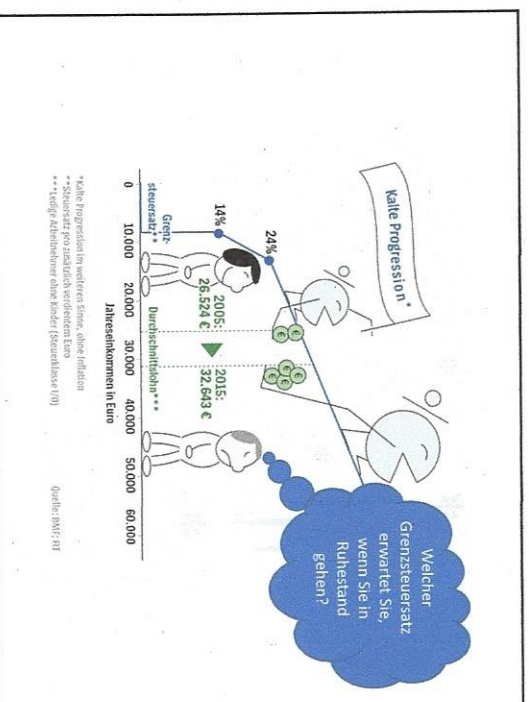 Kalte Progression*
Welcher
Grenzsteuersatz
erwartet Sie,
wenn Sie in
Ruhestand
gehen?
24%
14%
2005:
26.524 €
2015:
32.643 €
Grenz-
steuersatz**
Durchschnittslohn***
0
10.000
20.000
30.000
40.000
50.000
60.000
Jahreseinkommen in Euro
*Kalte Progression im weiteren Sinne, ohne Inflation
**Steuersatz pro zusätzlich verdientem Euro
***Ledige Arbeitnehmer ohne Kinder (Steuerklasse I/0)
Quelle: BMF; FIT